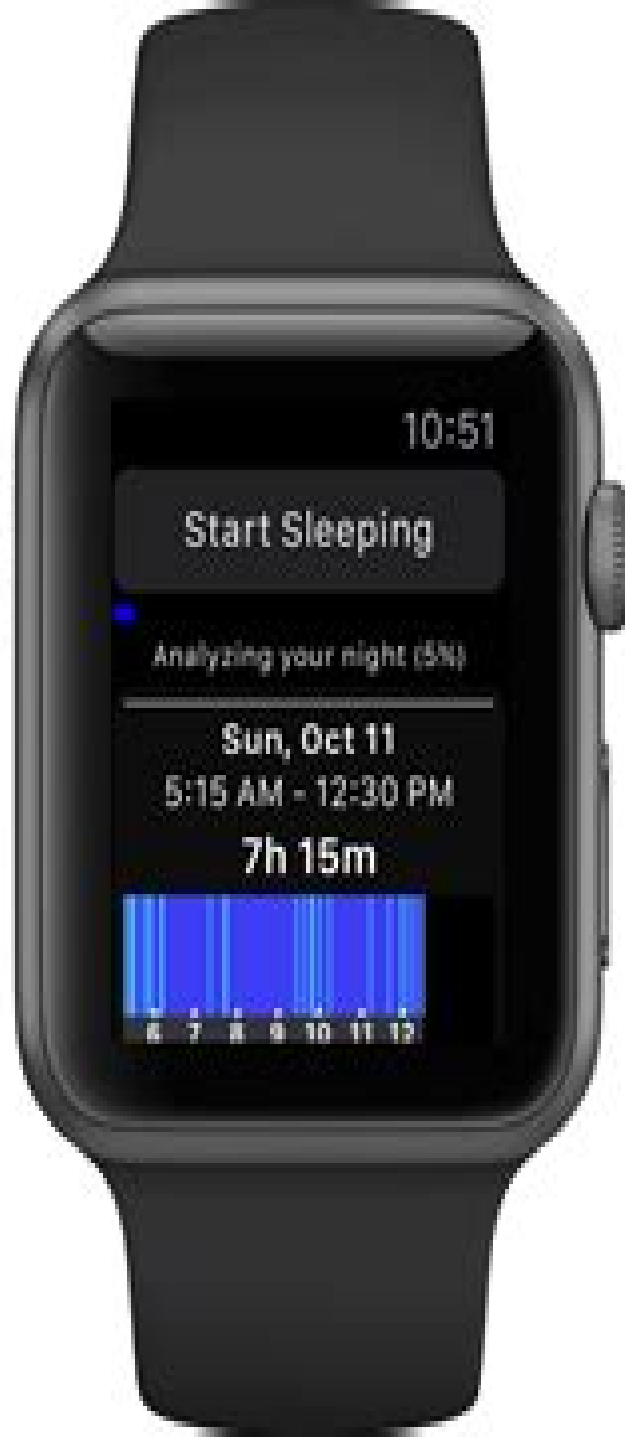 10:51
Start Sleeping
Analyzing your night (5%)
Sun, Oct 11
5:15 AM - 12:30 PM
7h 15m
6 7 8 9 10 11 12